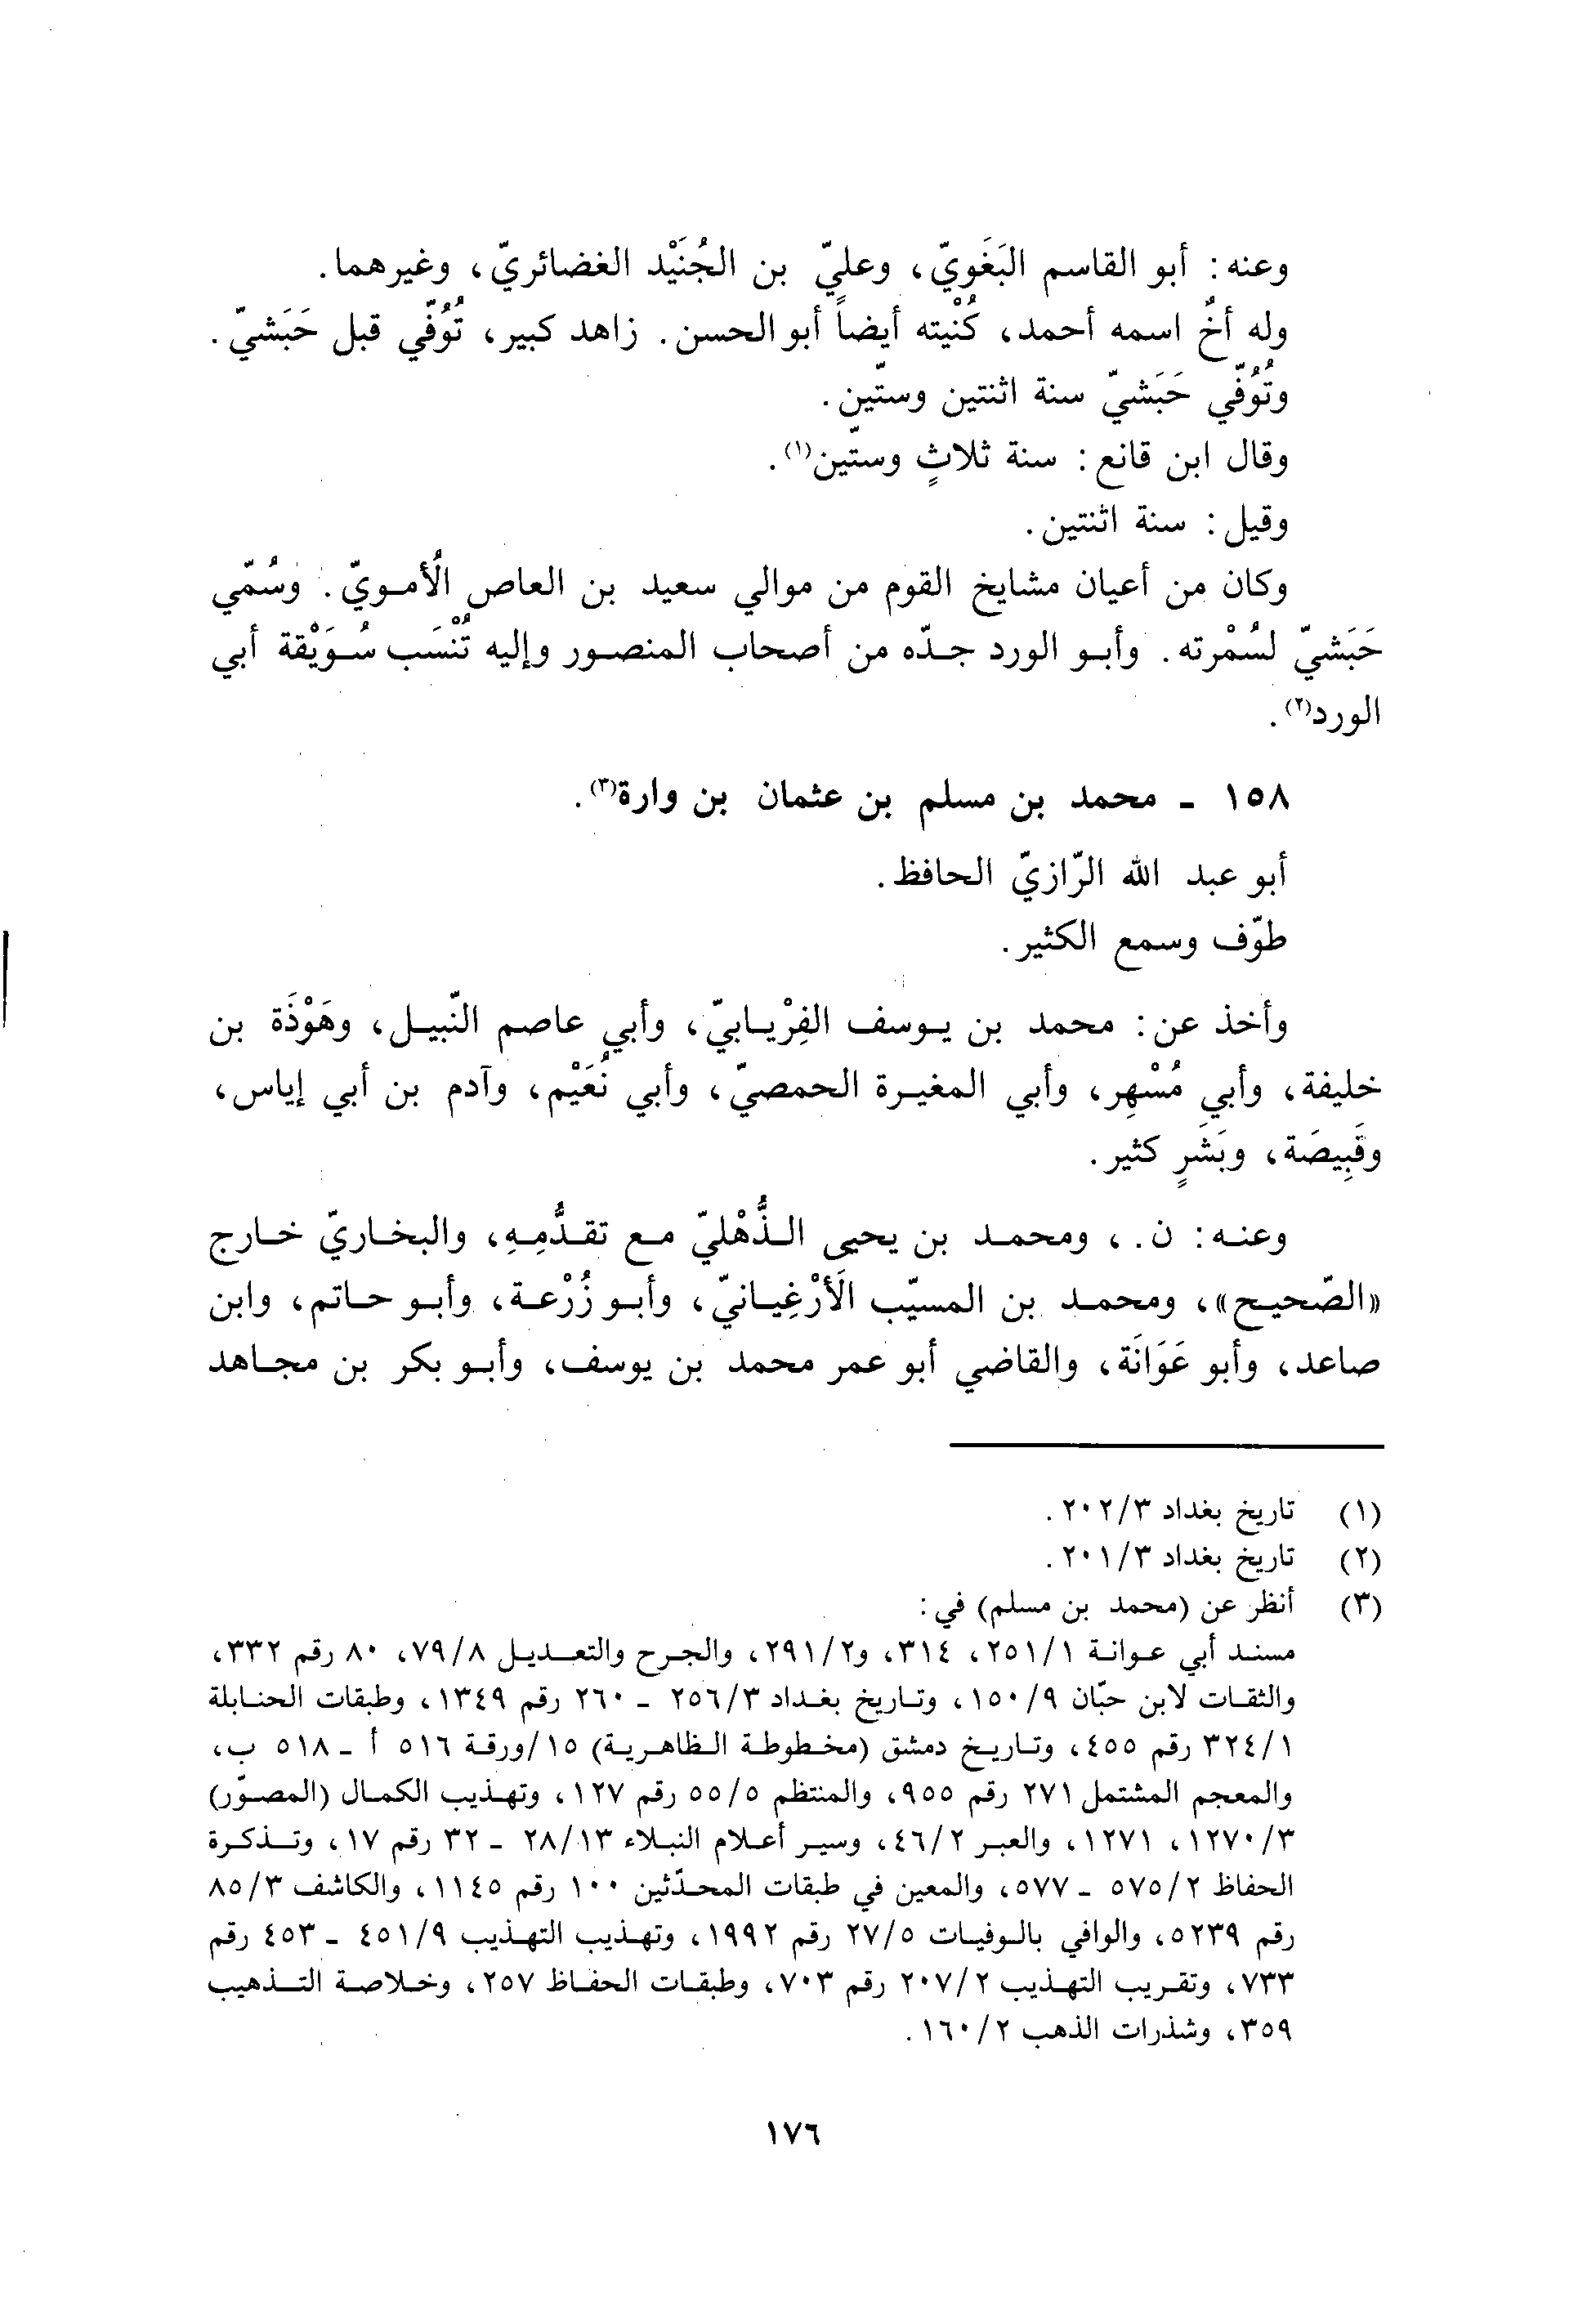 وعنه: أبو القاسم البَغَويّ، وعليّ بن الجُنَيْد الغضائريّ، وغيرهما.
وله أخٌ اسمه أحمد، كُنْيته أيضاً أبو الحسن. زاهد كبير، تُوُفّي قبل حَبَشيّ.
وتُوُفّي حَبَشيّ سنة اثنتين وستّين.
وقال ابن قانع: سنة ثلاثٍ وستّين(١).
وقيل: سنة اثنتين.
وكان من أعيان مشايخ القوم من موالي سعيد بن العاص الُأمويّ. وسُمّي
حَبَشيّ لسُمْرته. وأبو الورد جدّه من أصحاب المنصور وإليه تُنْسَب سُوَيْقة أبي
الورد(٢).
١٥٨ - محمد بن مسلم بن عثمان بن وارة(٣).
أبو عبد الله الرّازيّ الحافظ.
طوّف وسمع الكثير.
وأخذ عن: محمد بن يوسف الفِرْيابيّ، وأبي عاصم النّبيل، وهَوْذَة بن
خليفة، وأبي مُسْهِر، وأبي المغيرة الحمصيّ، وأبي نُعَيْم، وآدم بن أبي إياس،
وقَبِيصَة، وبَشَرٍ كثير.
وعنه: ن.، ومحمد بن يحيى الذُّهْليّ مع تقدُّمِهِ، والبخاريّ خارج
«الصّحيح»، ومحمد بن المسيّب الَأرْغِيانيّ، وأبو زُرْعة، وأبو حاتم، وابن
صاعد، وأبو عَوَانَة، والقاضي أبو عمر محمد بن يوسف، وأبو بكر بن مجاهد
(١) تاريخ بغداد ٢٠٢/٣.
(٢) تاريخ بغداد ٢٠١/٣.
(٣) أنظر عن (محمد بن مسلم) في:
مسند أبي عوانة ٢٥١/١، ٣١٤، و٢٩١/٢، والجرح والتعديل ٧٩/٨، ٨٠ رقم ٣٣٢،
والثقات لابن حبّان ١٥٠/٩، وتاريخ بغداد ٢٥٦/٣ - ٢٦٠ رقم ١٣٤٩، وطبقات الحنابلة
٣٢٤/١ رقم ٤٥٥، وتاريخ دمشق (مخطوطة الظاهرية) ١٥/ورقة ٥١٦ أ - ٥١٨ ب،
والمعجم المشتمل ٢٧١ رقم ٩٥٥، والمنتظم ٥٥/٥ رقم ١٢٧، وتهذيب الكمال (المصوّر)
١٢٧٠/٣، ١٢٧١، والعبر ٤٦/٢، وسير أعلام النبلاء ٢٨/١٣ - ٣٢ رقم ١٧، وتذكرة
الحفاظ ٥٧٥/٢ - ٥٧٧، والمعين في طبقات المحدّثين ١٠٠ رقم ١١٤٥، والكاشف ٨٥/٣
رقم ٥٢٣٩، والوافي بالوفيات ٢٧/٥ رقم ١٩٩٢، وتهذيب التهذيب ٤٥١/٩ - ٤٥٣ رقم
٧٣٣، وتقريب التهذيب ٢٠٧/٢ رقم ٧٠٣، وطبقات الحفاظ ٢٥٧، وخلاصة التذهيب
٣٥٩، وشذرات الذهب ١٦٠/٢.
١٧٦